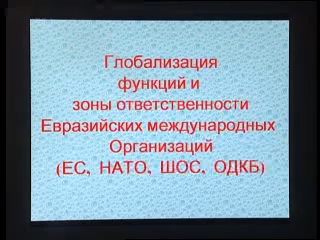 Глобализация
функций и
зоны ответственности
Евразийских международных
Организаций
(ЕС, НАТО, ШОС, ОДКБ)